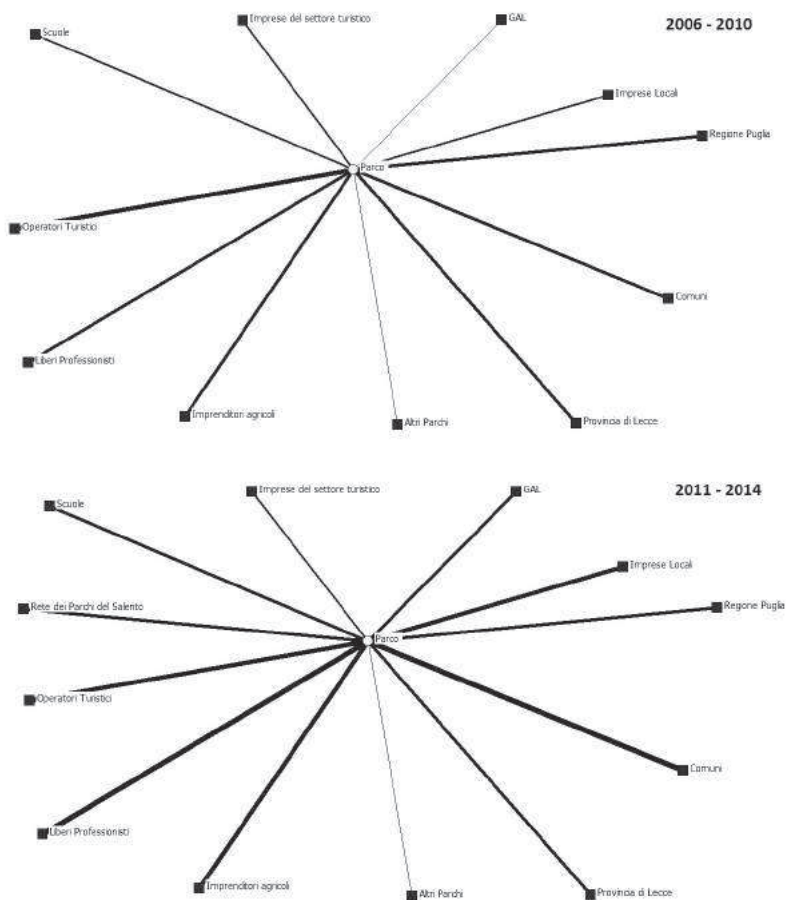 Imprese del settore turistico
GAL
2006 - 2010
Scuole
Imprese Locali
Regione Puglia
Parco
Operatori Turistici
Comuni
Liberi Professionisti
Imprenditori agricoli
Altri Parchi
Provincia di Lecce
Imprese del settore turistico
GAL
2011 - 2014
Scuole
Imprese Locali
Rete dei Parchi del Salento
Regone Puglia
Parco
Operatori Turistici
Comuni
Liberi Professionisti
Imprenditori agricoli
Altri Parchi
Provincia di Lecce